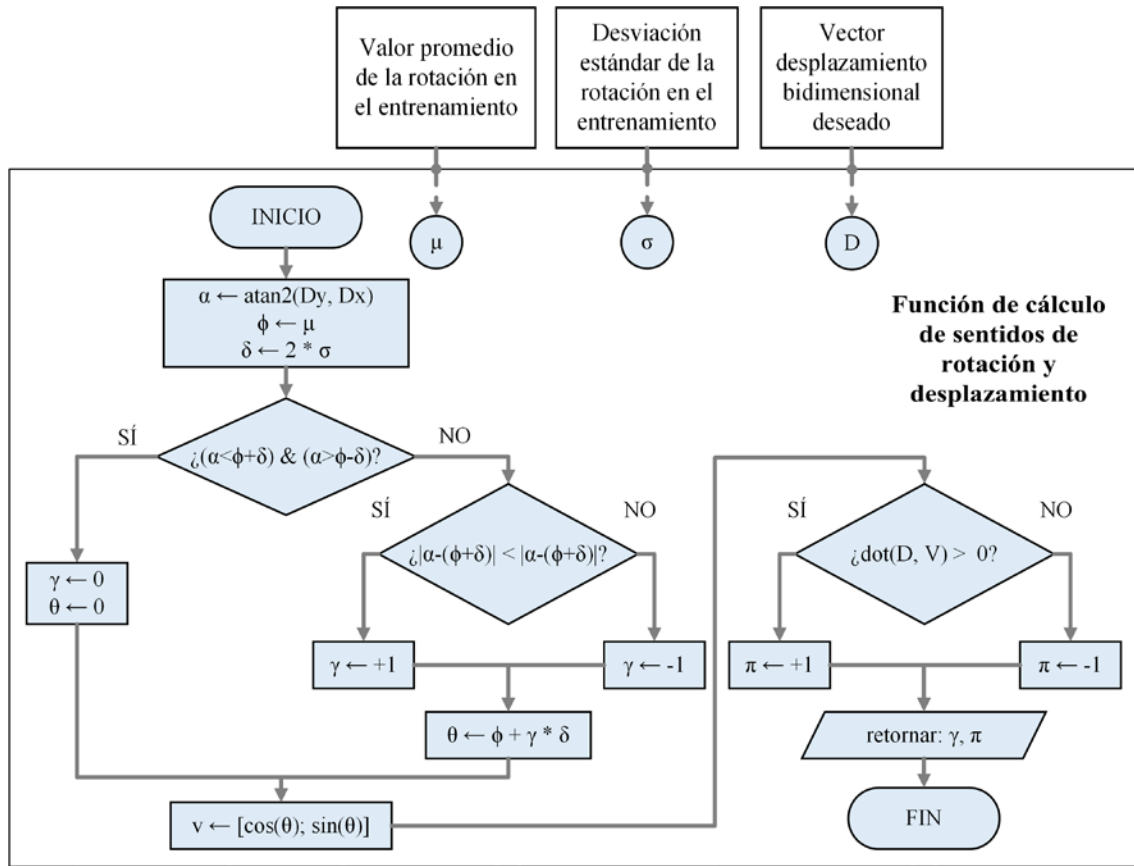 Valor promedio
de la rotación en
el entrenamiento
Desviación
estándar de la
rotación en el
entrenamiento
Vector
desplazamiento
bidimensional
deseado
μ
σ
D
INICIO
α ← atan2(Dy, Dx)
ϕ ← μ
δ ← 2 * σ
Función de cálculo
de sentidos de
rotación y
desplazamiento
¿(α<ϕ+δ) & (α>ϕ-δ)?
SÍ
NO
γ ← 0
θ ← 0
¿|α-(ϕ+δ)| < |α-(ϕ+δ)|?
SÍ
NO
γ ← +1
γ ← -1
θ ← ϕ + γ * δ
v ← [cos(θ); sin(θ)]
¿dot(D, V) > 0?
SÍ
NO
π ← +1
π ← -1
retornar: γ, π
FIN